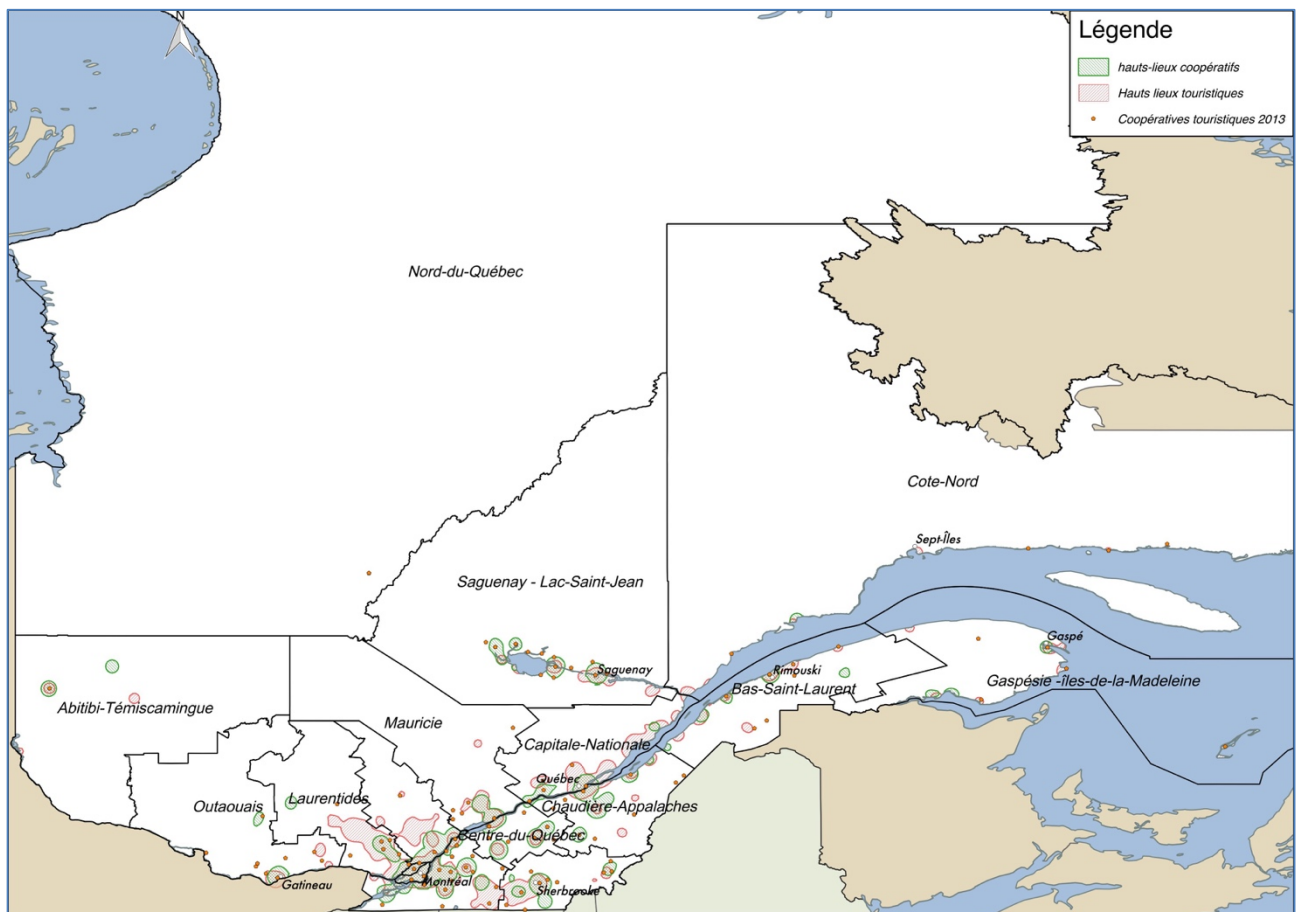 N
Légende
hauts-lieux coopératifs
Hauts lieux touristiques
Coopératives touristiques 2013
Nord-du-Québec
Cote-Nord
Sept-Îles
Saguenay - Lac-Saint-Jean
Gaspé
Saguenay
Rimouski
Gaspésie -îles-de-la-Madeleine
Bas-Saint-Laurent
Abitibi-Témiscamingue
Mauricie
Capitale-Nationale
Québec
Outaouais
Laurentides
Chaudière-Appalaches
Centre-du-Québec
Gatineau
Montréal
Sherbrooke